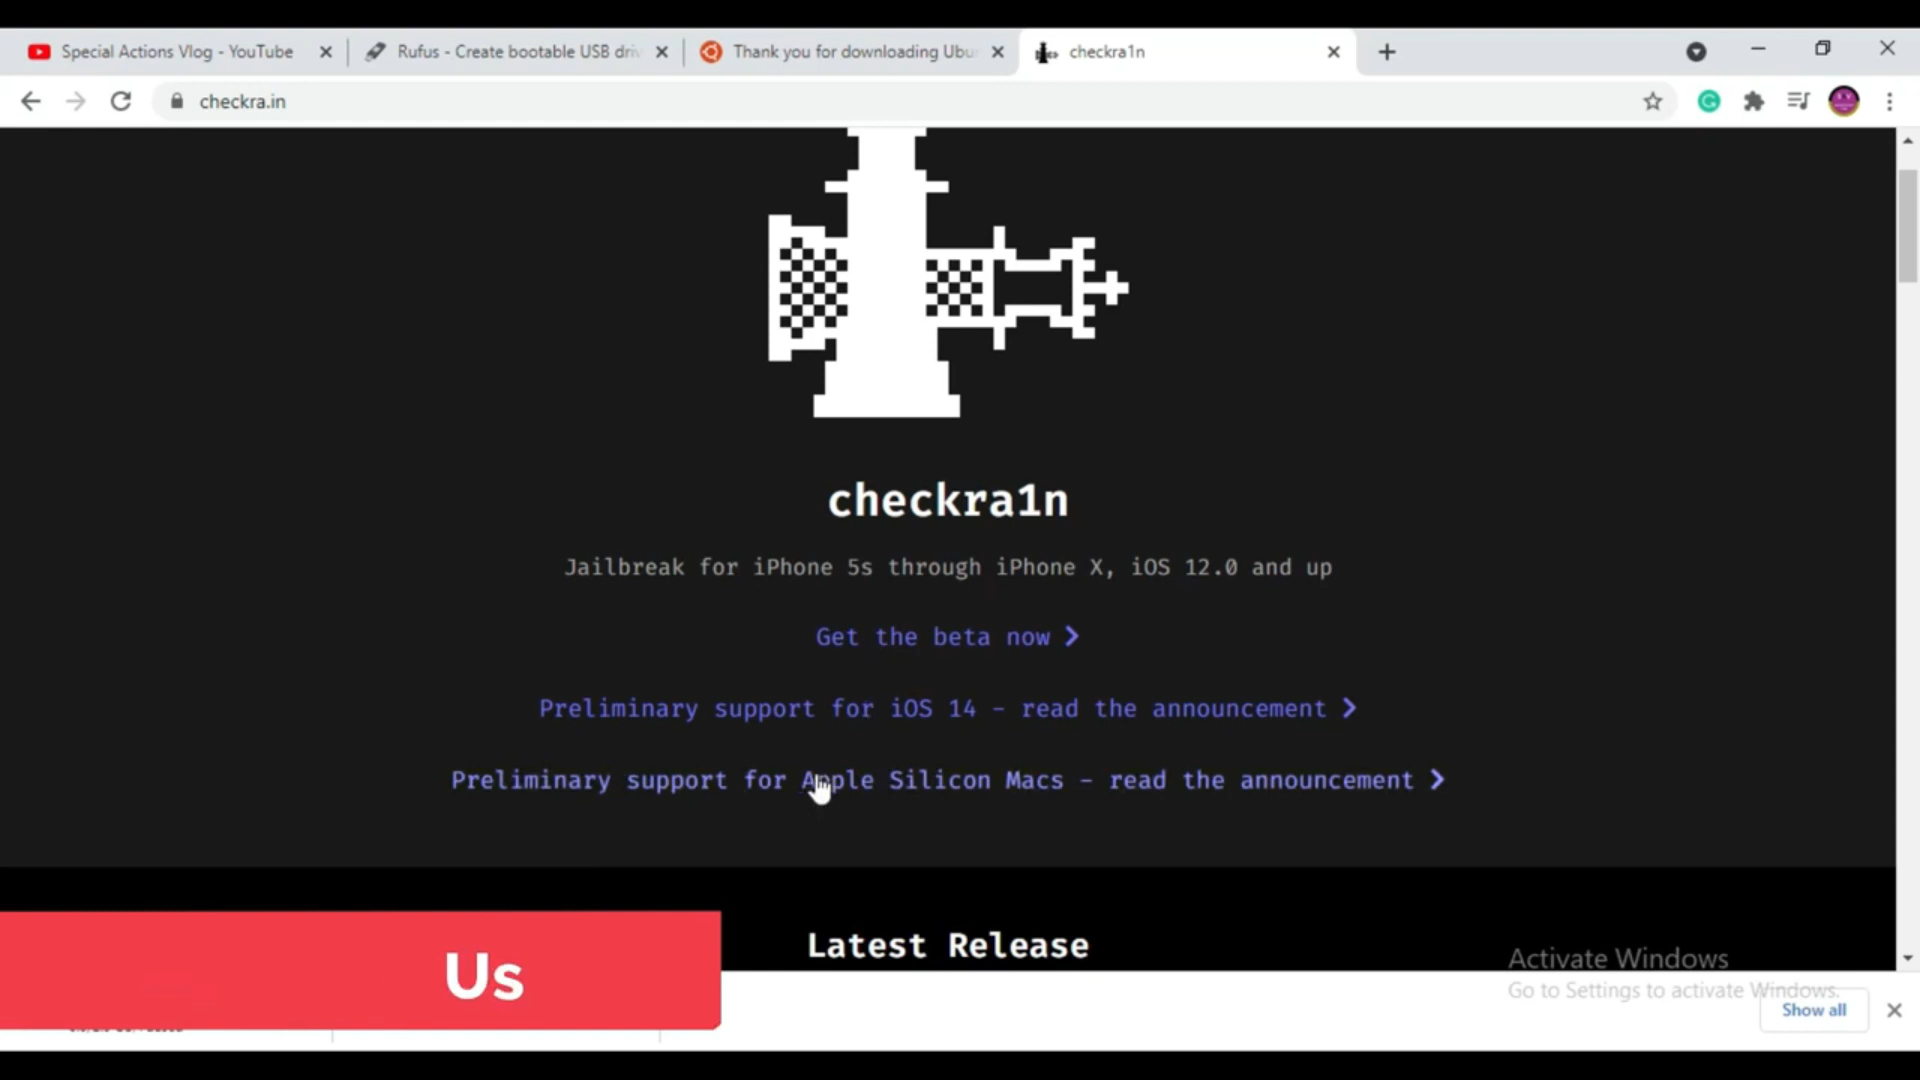 Special Actions Vlog - YouTube
Rufus - Create bootable USB driv
Thank you for downloading Ubu
checkra1n
checkra.in
checkra1n
Jailbreak for iPhone 5s through iPhone X, iOS 12.0 and up
Get the beta now
Preliminary support for iOS 14 - read the announcement
Preliminary support for Apple Silicon Macs - read the announcement
Latest Release
Us
Activate Windows
Go to Settings to activate Windows.
Show all